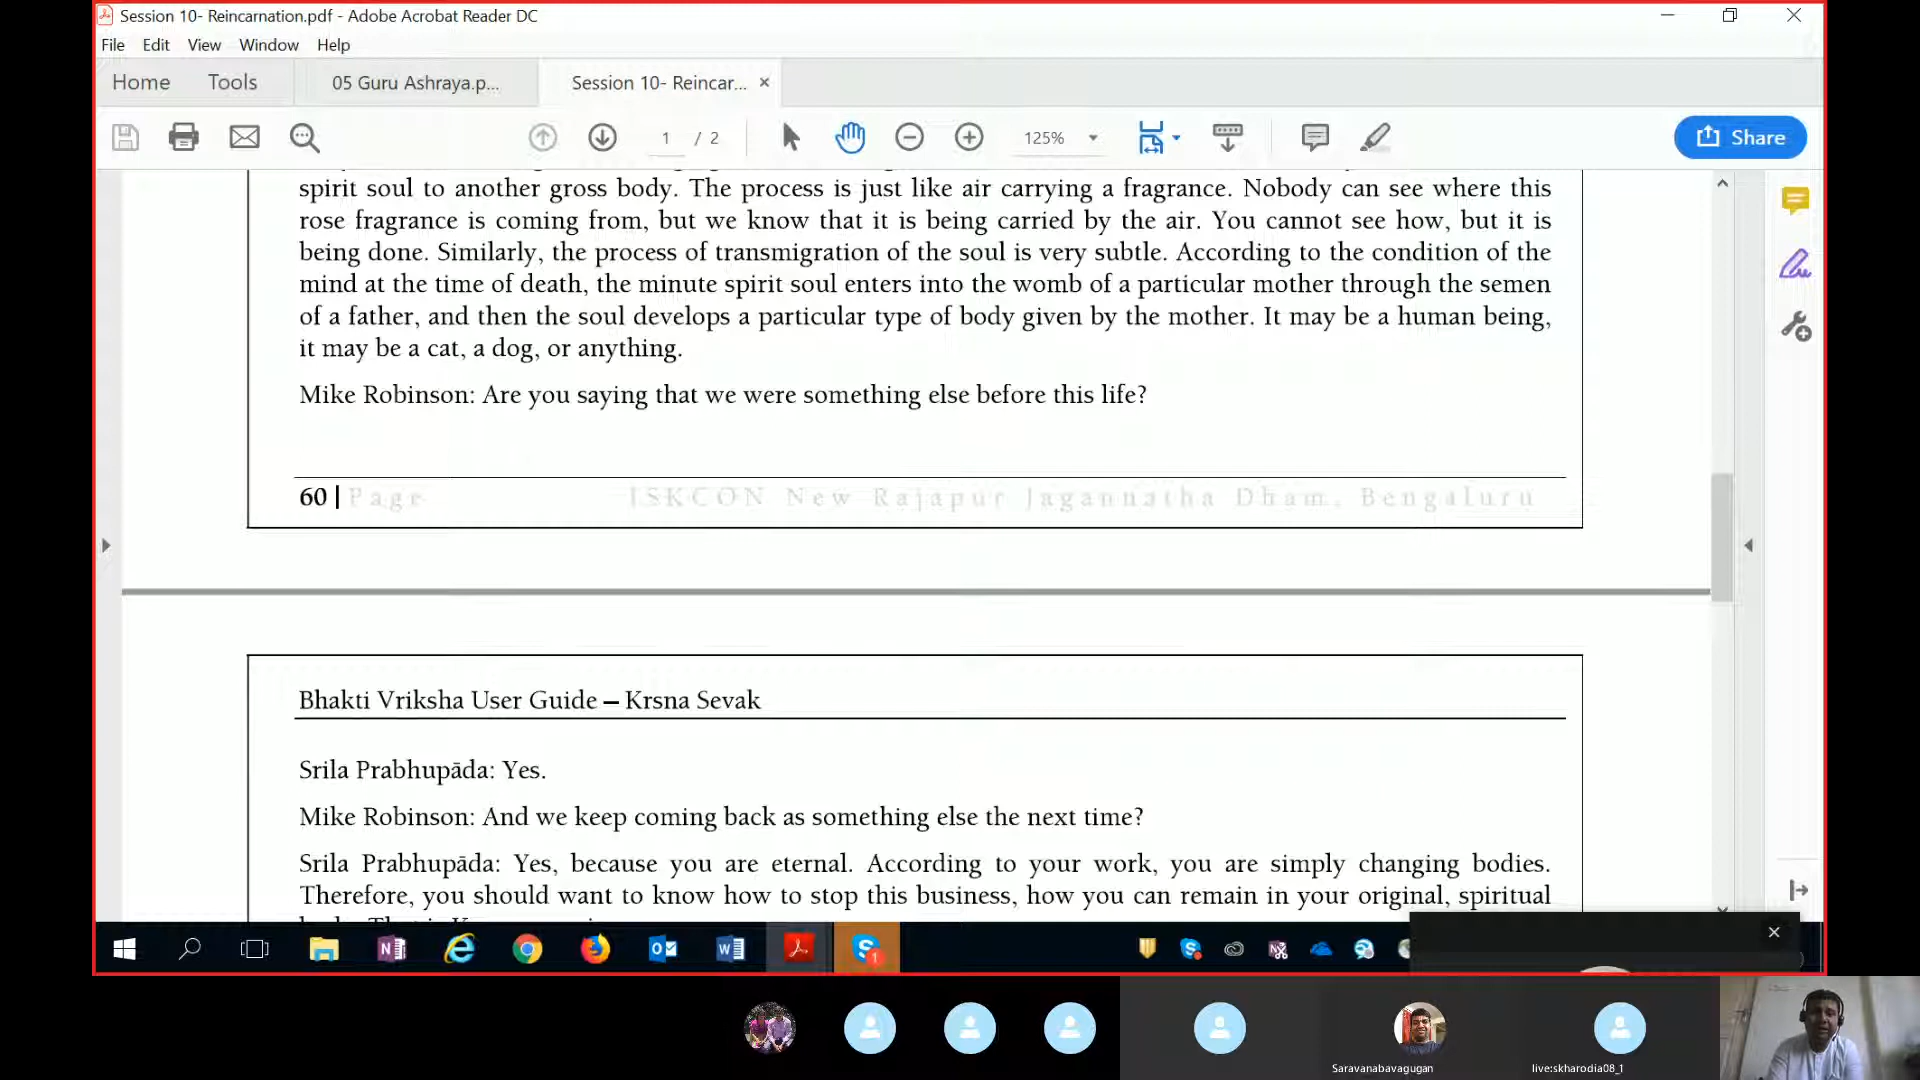 Session 10- Reincarnation.pdf - Adobe Acrobat Reader DC
File Edit View Window Help
Home Tools 05 Guru Ashraya.p... Session 10- Reincar...
1 / 2 125% Share
spirit soul to another gross body. The process is just like air carrying a fragrance. Nobody can see where this
rose fragrance is coming from, but we know that it is being carried by the air. You cannot see how, but it is
being done. Similarly, the process of transmigration of the soul is very subtle. According to the condition of the
mind at the time of death, the minute spirit soul enters into the womb of a particular mother through the semen
of a father, and then the soul develops a particular type of body given by the mother. It may be a human being,
it may be a cat, a dog, or anything.
Mike Robinson: Are you saying that we were something else before this life?
60 | Page ISKCON New Rajapur Jagannatha Dham, Bengaluru
Bhakti Vriksha User Guide – Krsna Sevak
Srila Prabhupāda: Yes.
Mike Robinson: And we keep coming back as something else the next time?
Srila Prabhupāda: Yes, because you are eternal. According to your work, you are simply changing bodies.
Therefore, you should want to know how to stop this business, how you can remain in your original, spiritual
Saravanabavagugan live:skharodia08_1